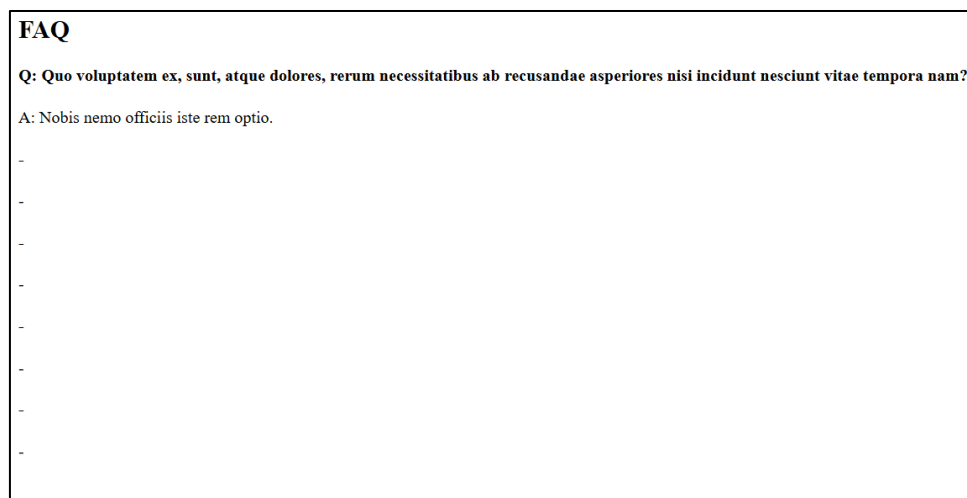 FAQ
Q: Quo voluptatem ex, sunt, atque dolores, rerum necessitatibus ab recusandae asperiores nisi incidunt nesciunt vitae tempora nam?
A: Nobis nemo officiis iste rem optio.
-
-
-
-
-
-
-
-